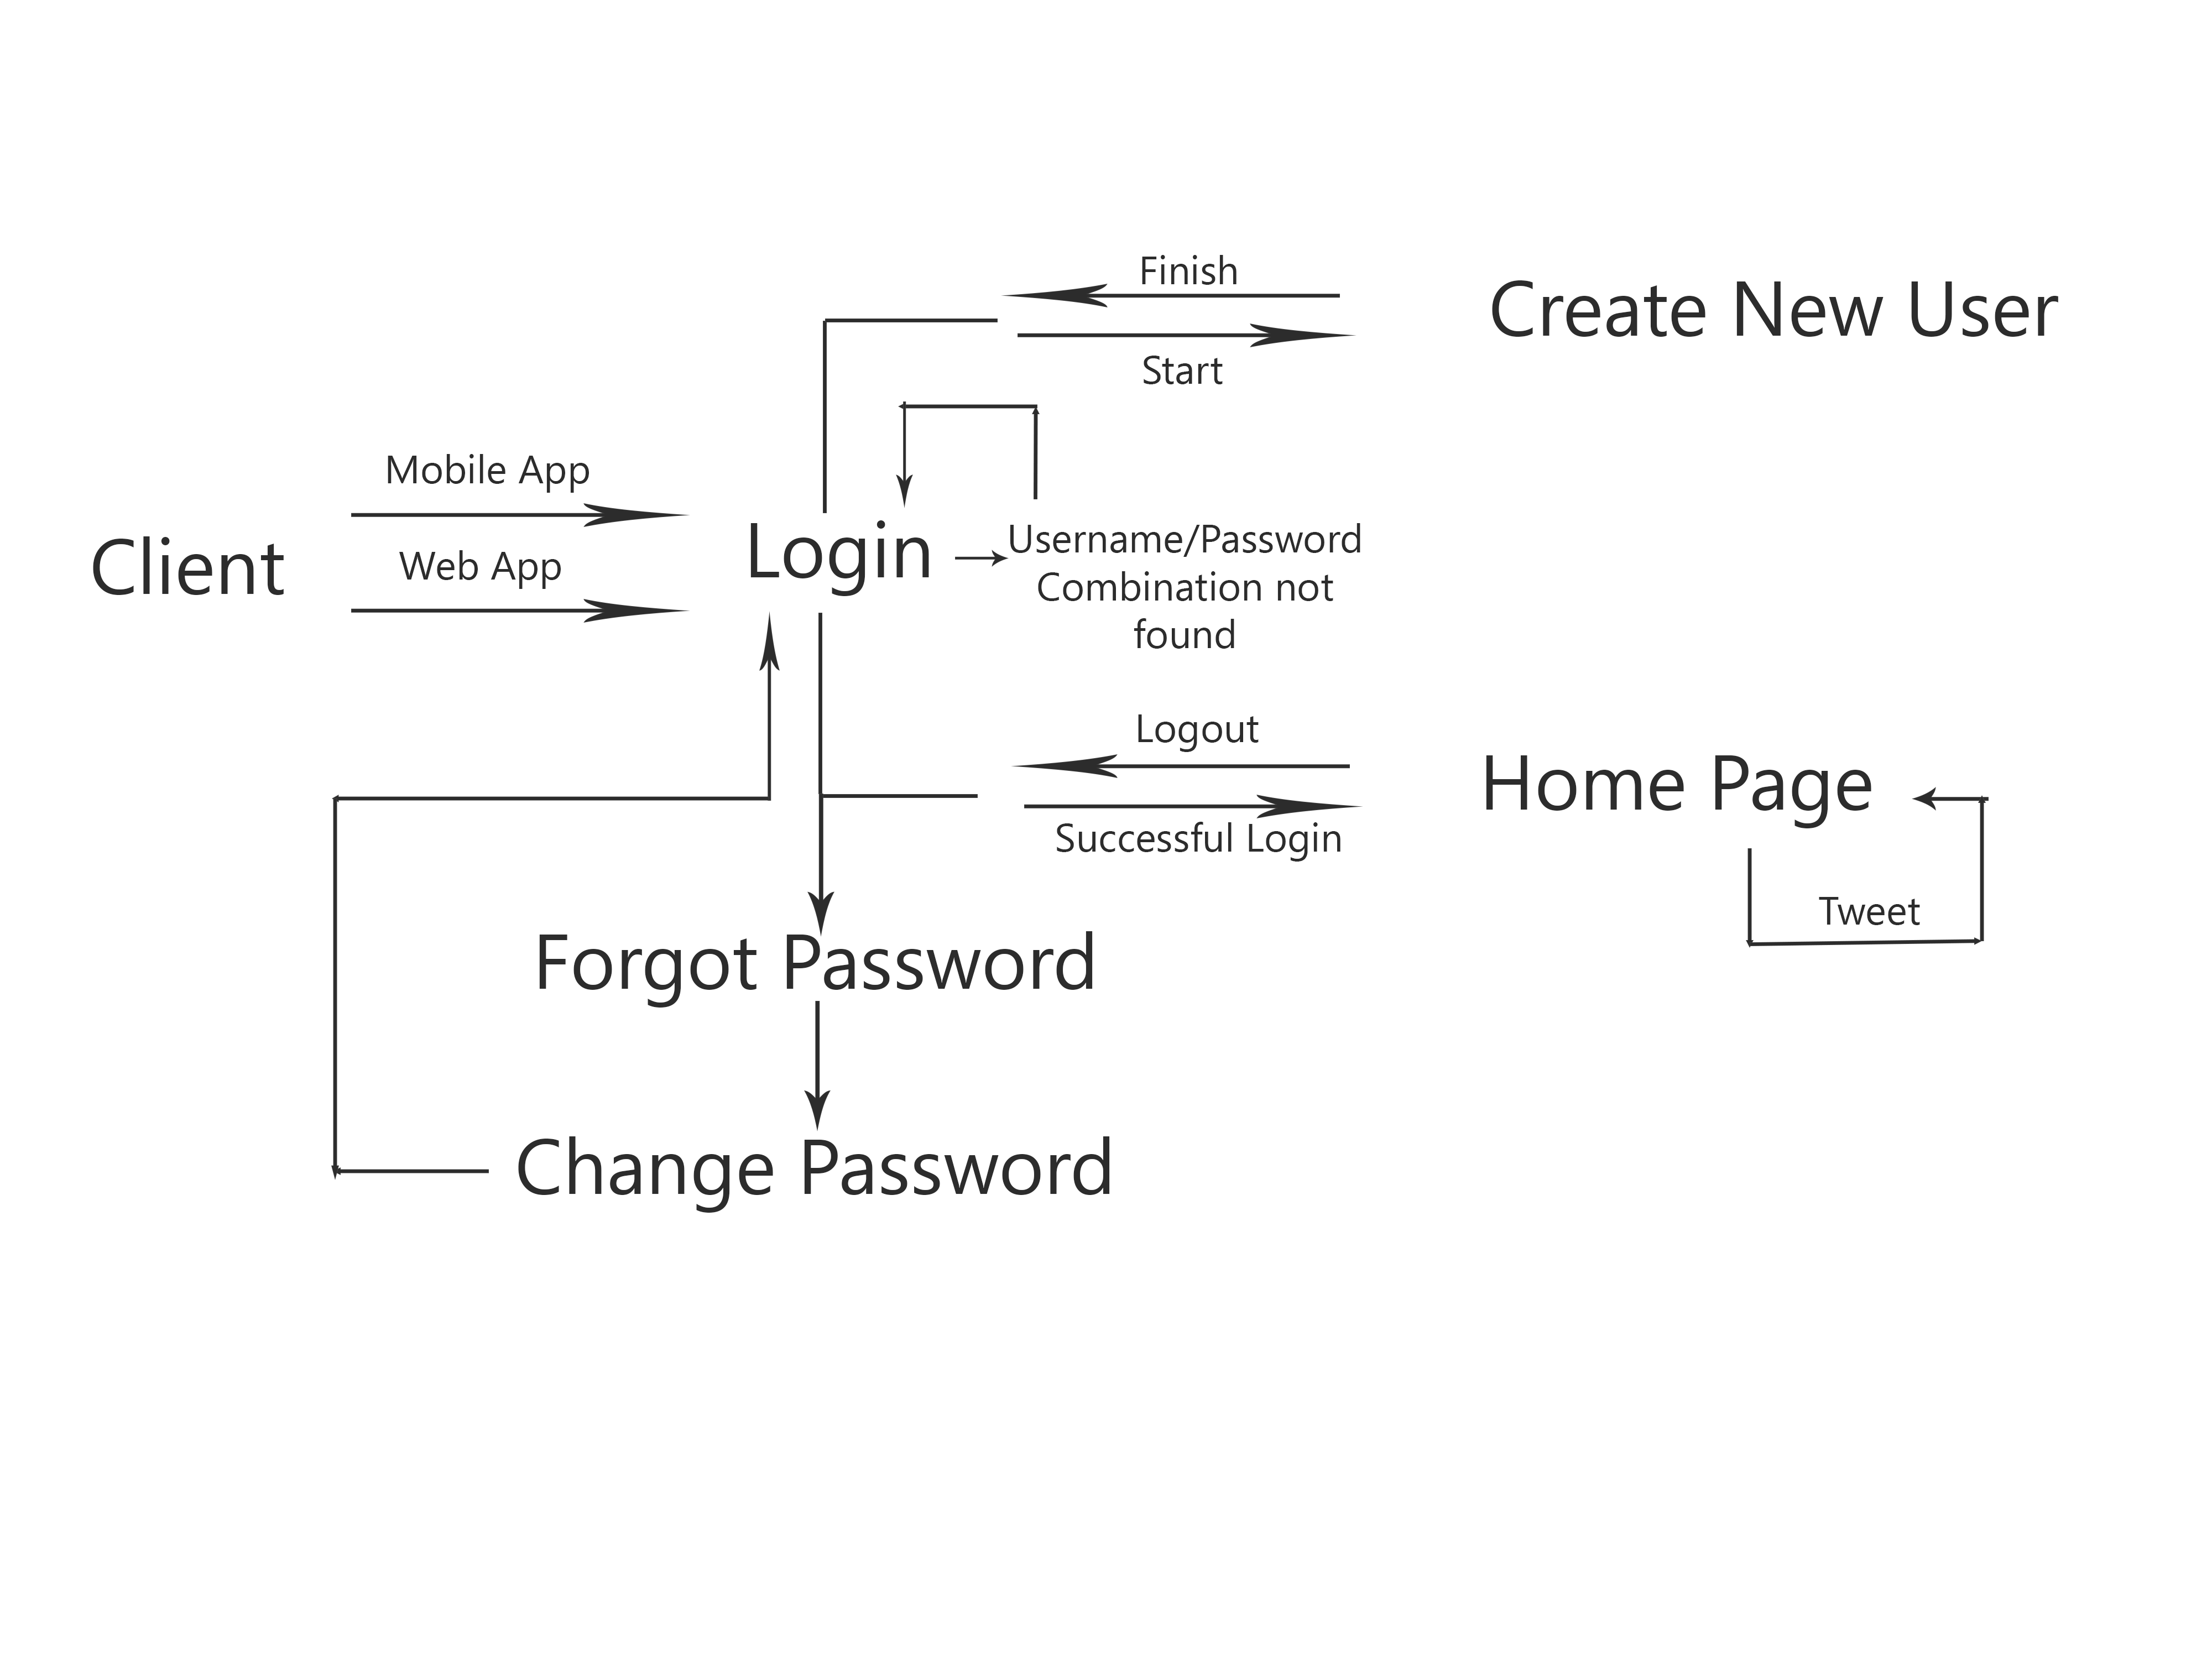 Finish
Create New User
Start
Mobile App
Client
Web App
Login
Username/Password
Combination not
found
Logout
Home Page
Successful Login
Tweet
Forgot Password
Change Password